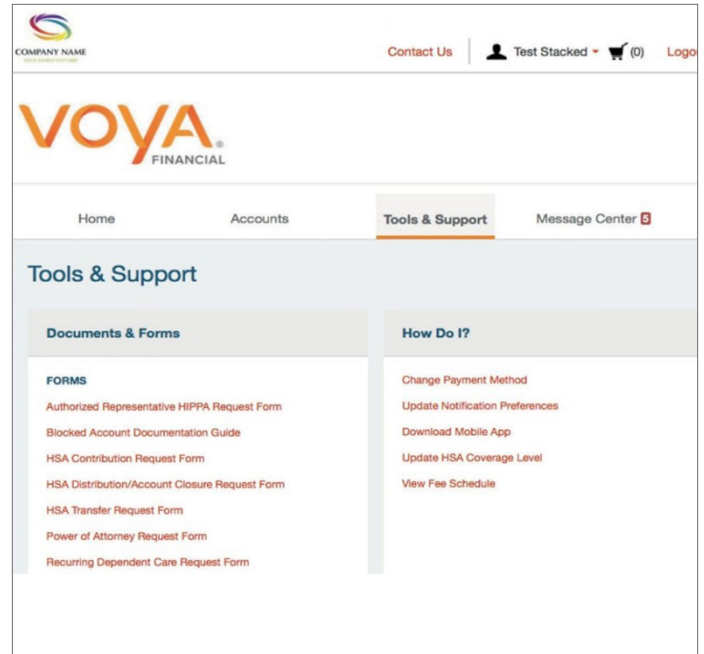 COMPANY NAME
Contact Us
Test Stacked
(0)
Logo
VOYA®
FINANCIAL
Home
Accounts
Tools & Support
Message Center 5
Tools & Support
Documents & Forms
FORMS
Authorized Representative HIPPA Request Form
Blocked Account Documentation Guide
HSA Contribution Request Form
HSA Distribution/Account Closure Request Form
HSA Transfer Request Form
Power of Attorney Request Form
Recurring Dependent Care Request Form
How Do I?
Change Payment Method
Update Notification Preferences
Download Mobile App
Update HSA Coverage Level
View Fee Schedule